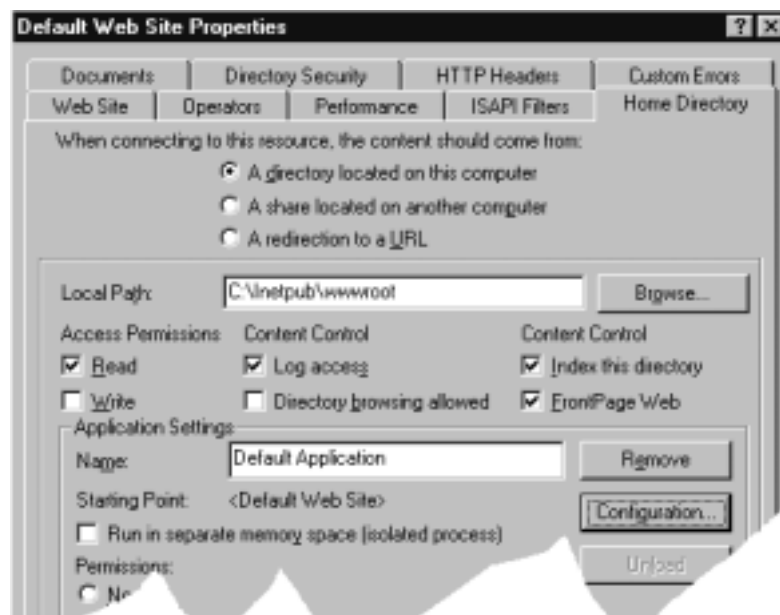 Default Web Site Properties
Documents Directory Security HTTP Headers Custom Errors
Web Site Operators Performance ISAPI Filters Home Directory
When connecting to this resource, the content should come from:
A directory located on this computer
A share located on another computer
A redirection to a URL
Local Path: C:\Inetpub\wwwroot Browse...
Access Permissions Content Control Content Control
Read Log access Index this directory
Write Directory browsing allowed FrontPage Web
Application Settings
Name: Default Application Remove
Starting Point: <Default Web Site> Configuration...
Run in separate memory space (isolated process)
Permissions: Unload